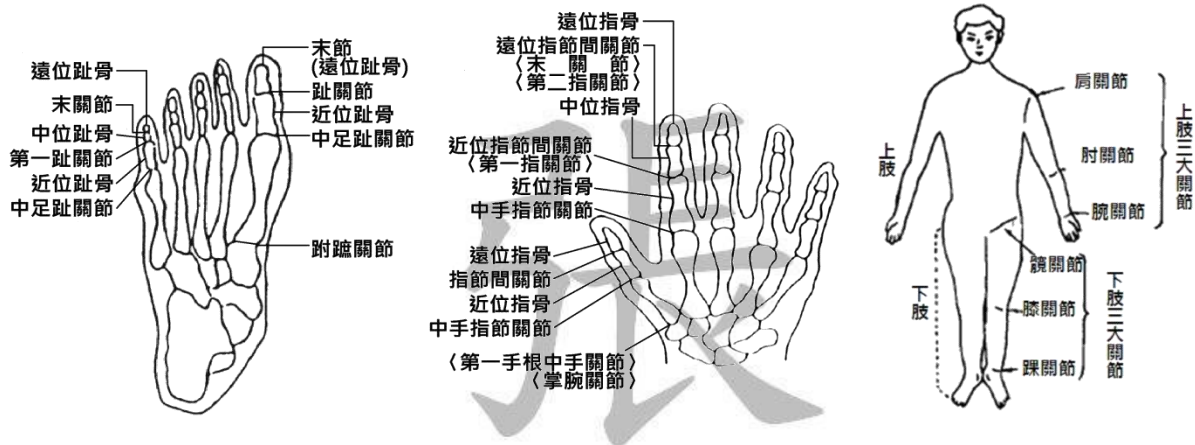 末節
(遠位趾骨)
遠位趾骨
趾關節
末關節
近位趾骨
中位趾骨
中足趾關節
第一趾關節
近位趾骨
中足趾關節
跗蹠關節
遠位指骨
遠位指節間關節
〈末關節〉
〈第二指關節〉
中位指骨
近位指節間關節
〈第一指關節〉
近位指骨
中手指節關節
遠位指骨
指節間關節
近位指骨
中手指節關節
〈第一手根中手關節〉
〈掌腕關節〉
肩關節
上肢三大關節
上肢
肘關節
腕關節
髖關節
下肢
下肢三大關節
膝關節
踝關節